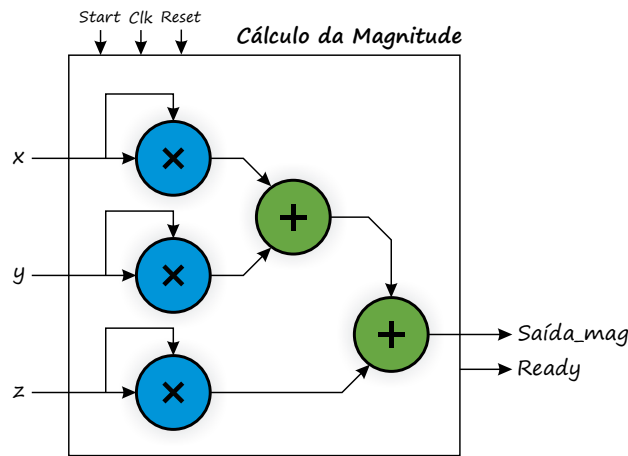 Start Clk Reset
Cálculo da Magnitude
x
y
z
Saída_mag
Ready